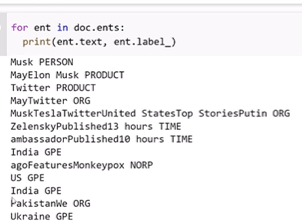 for ent in doc.ents:
print(ent.text, ent.label_)
Musk PERSON
MayElon Musk PRODUCT
Twitter PRODUCT
MayTwitter ORG
MuskTeslaTwitterUnited StatesTop StoriesPutin ORG
ZelenskyPublished13 hours TIME
ambassadorPublished10 hours TIME
India GPE
agoFeaturesMonkeypox NORP
US GPE
India GPE
PakistanWe ORG
Ukraine GPE